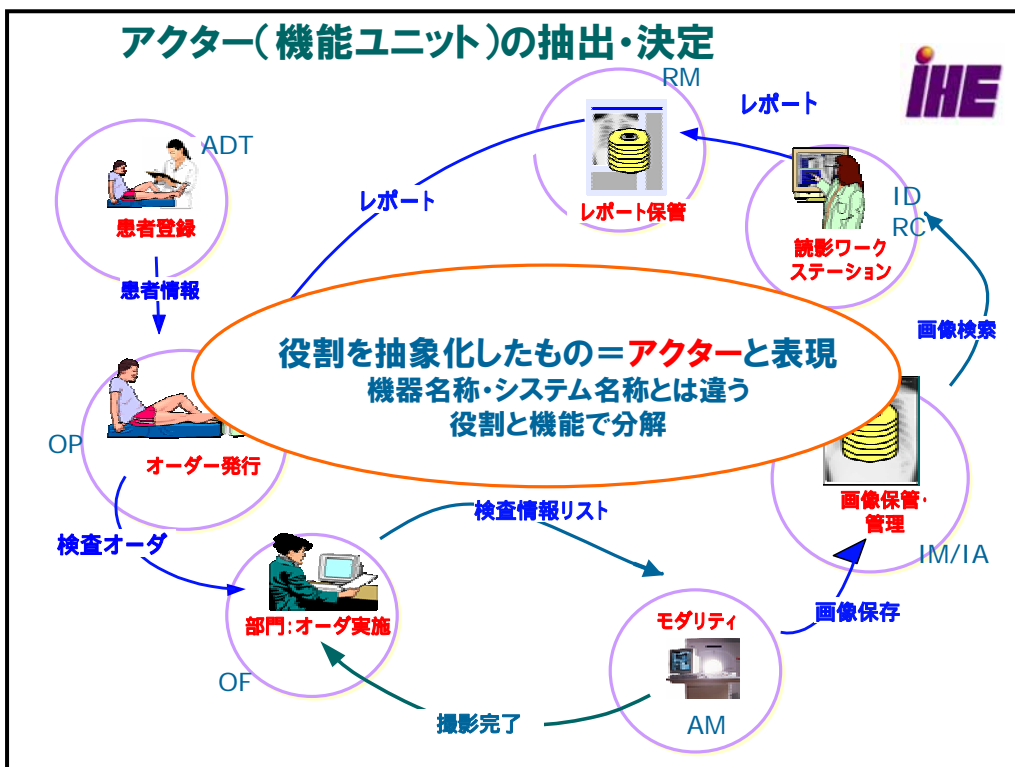 アクター(機能ユニット)の抽出・決定
iHE
RM
レポート
ADT
患者登録
レポート
レポート保管
ID
RC
読影ワーク
ステーション
患者情報
画像検索
役割を抽象化したもの=アクターと表現
機器名称・システム名称とは違う
役割と機能で分解
OP
オーダー発行
画像保管・
管理
検査情報リスト
検査オーダ
IM/IA
部門:オーダ実施
モダリティ
画像保存
OF
撮影完了
AM